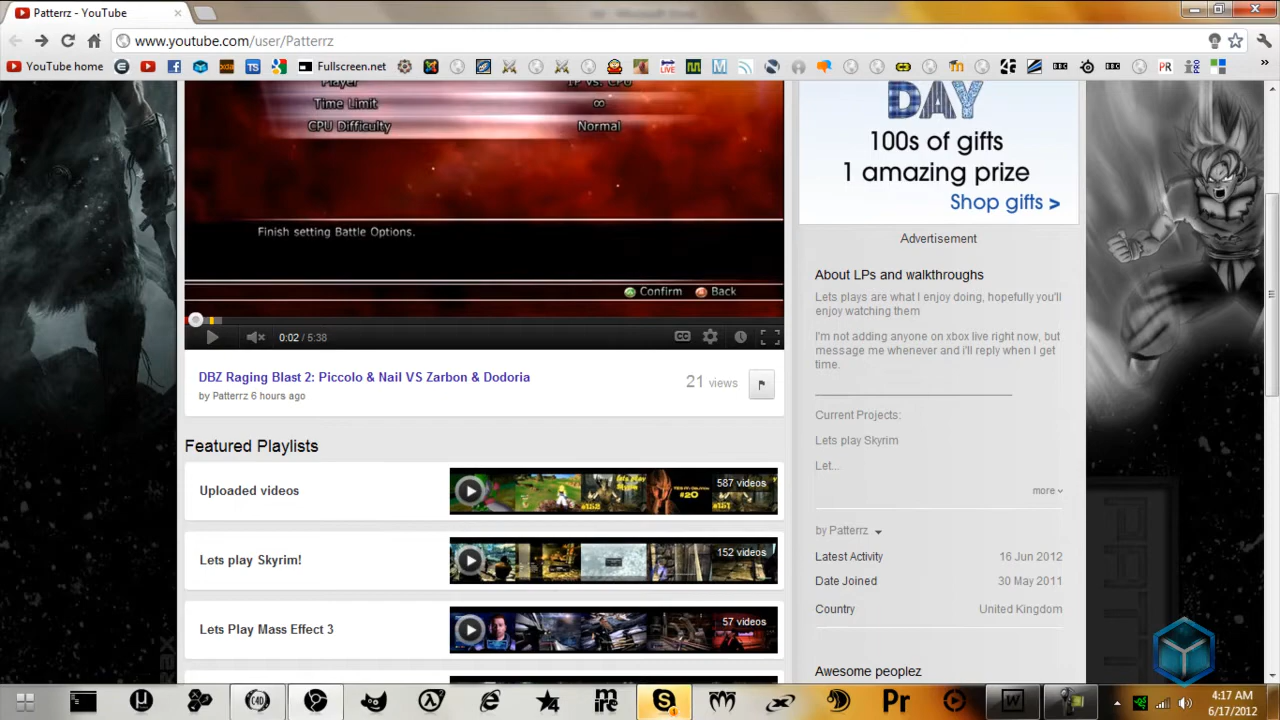 Patterrz - YouTube
www.youtube.com/user/Patterrz
YouTube home
Fullscreen.net
Player
1P vs. CPU
Time Limit
∞
CPU Difficulty
Normal
Finish setting Battle Options.
Confirm
Back
0:02 / 5:38
CC
DBZ Raging Blast 2: Piccolo & Nail VS Zarbon & Dodoria
by Patterrz 6 hours ago
21 views
Featured Playlists
Uploaded videos
587 videos
Lets play Skyrim!
152 videos
Lets Play Mass Effect 3
57 videos
DAY
100s of gifts
1 amazing prize
Shop gifts >
Advertisement
About LPs and walkthroughs
Lets plays are what I enjoy doing, hopefully you'll
enjoy watching them
I'm not adding anyone on xbox live right now, but
message me whenever and i'll reply when I get
time.
Current Projects:
Lets play Skyrim
Let...
more
by Patterrz
Latest Activity 16 Jun 2012
Date Joined 30 May 2011
Country United Kingdom
Awesome peoplez
4:17 AM
6/17/2012